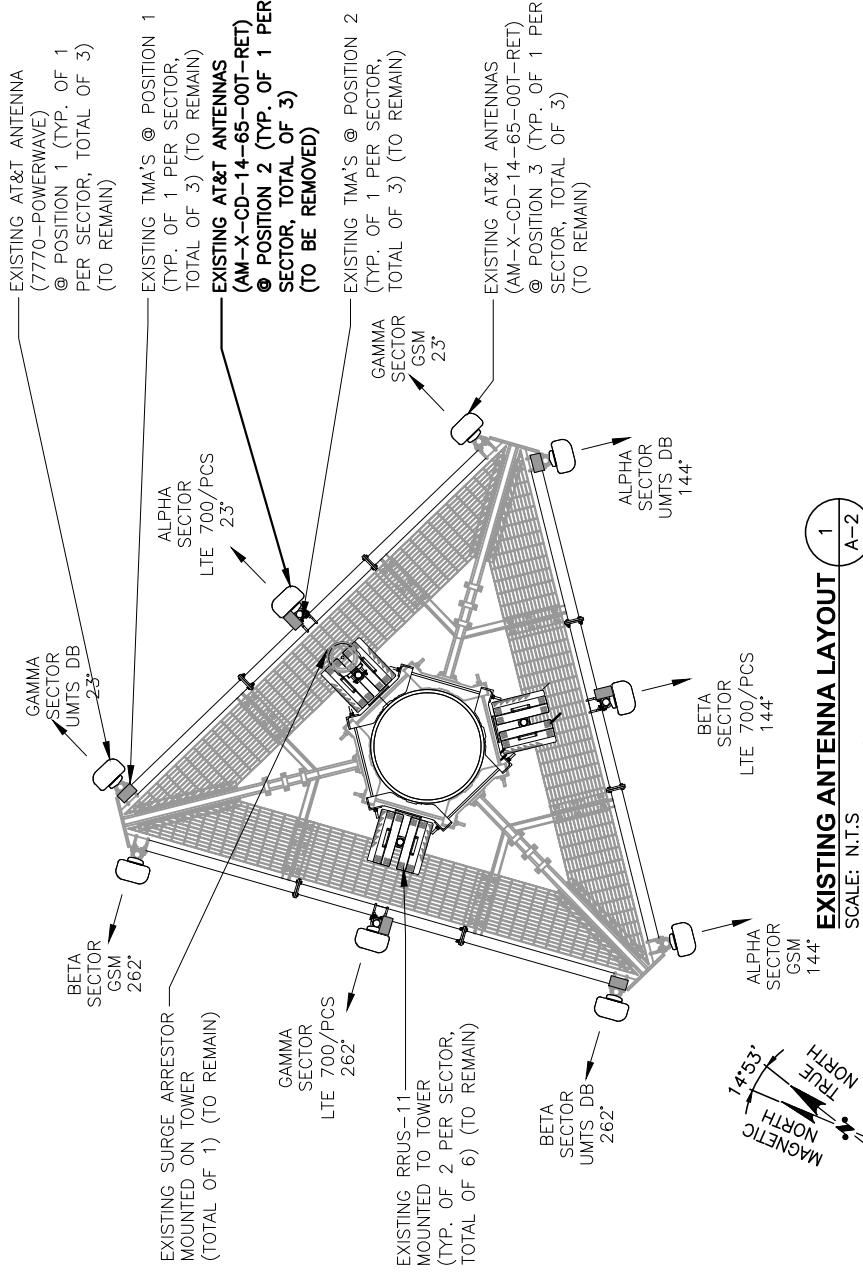 EXISTING AT&T ANTENNA
(7770-POWERWAVE)
@ POSITION 1 (TYP. OF 1
PER SECTOR, TOTAL OF 3)
(TO REMAIN)
EXISTING TMA'S @ POSITION 1
(TYP. OF 1 PER SECTOR,
TOTAL OF 3) (TO REMAIN)
EXISTING AT&T ANTENNAS
(AM-X-CD-14-65-00T-RET)
@ POSITION 2 (TYP. OF 1 PER
SECTOR, TOTAL OF 3)
(TO BE REMOVED)
EXISTING TMA'S @ POSITION 2
(TYP. OF 1 PER SECTOR,
TOTAL OF 3) (TO REMAIN)
EXISTING AT&T ANTENNAS
(AM-X-CD-14-65-00T-RET)
@ POSITION 3 (TYP. OF 1 PER
SECTOR, TOTAL OF 3)
(TO REMAIN)
GAMMA
SECTOR
UMTS DB
23°
ALPHA
SECTOR
LTE 700/PCS
23°
GAMMA
SECTOR
GSM
23°
BETA
SECTOR
GSM
262°
ALPHA
SECTOR
UMTS DB
144°
EXISTING SURGE ARRESTOR
MOUNTED ON TOWER
(TOTAL OF 1) (TO REMAIN)
GAMMA
SECTOR
LTE 700/PCS
262°
BETA
SECTOR
LTE 700/PCS
144°
EXISTING RRUS-11
MOUNTED TO TOWER
(TYP. OF 2 PER SECTOR,
TOTAL OF 6) (TO REMAIN)
BETA
SECTOR
UMTS DB
262°
ALPHA
SECTOR
GSM
144°
14°53'
MAGNETIC
NORTH
TRUE
NORTH
N.
EXISTING ANTENNA LAYOUT
SCALE: N.T.S
1
A-2